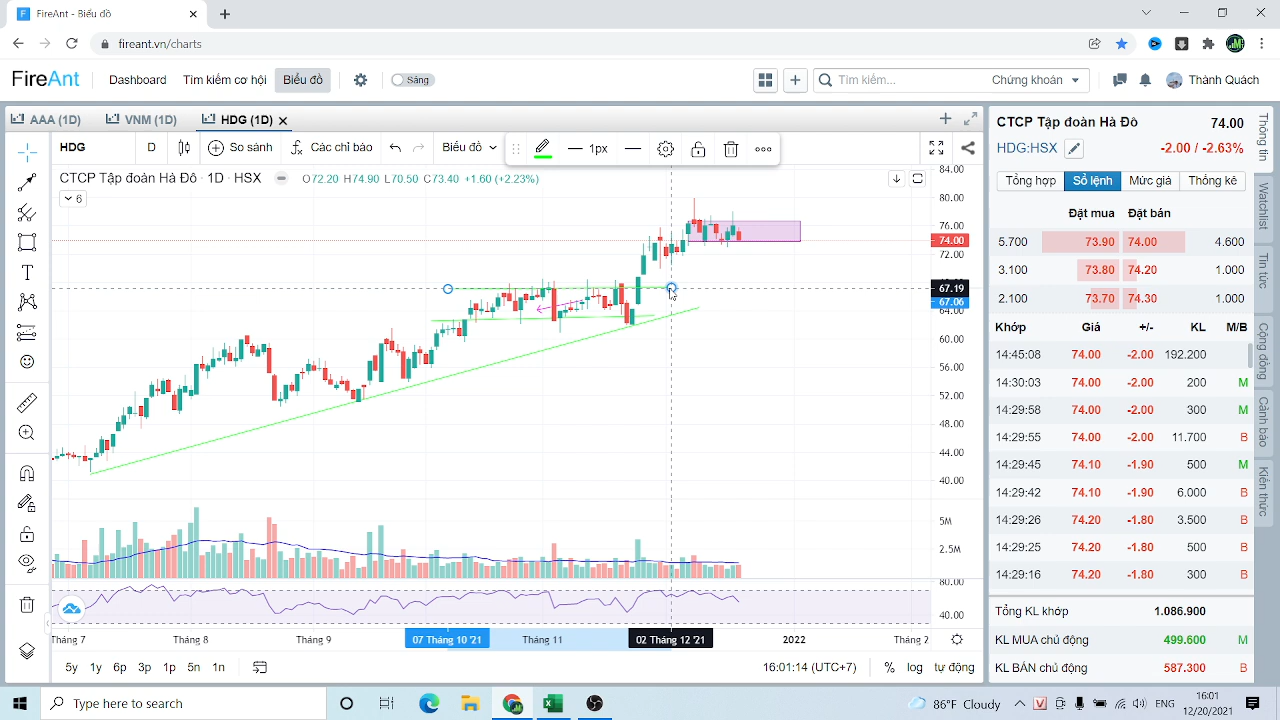 FireAnt - Biểu đồ
fireant.vn/charts
FireAnt
Dashboard
Tìm kiếm cơ hội
Biểu đồ
Sáng
Tìm kiếm...
Chứng khoán
Thành Quách
AAA (1D)
VNM (1D)
HDG (1D)
HDG
D
So sánh
Các chỉ báo
Biểu đồ
1px
CTCP Tập đoàn Hà Đô · 1D · HSX
O72.20 H74.90 L70.50 C73.40 +1.60 (+2.23%)
6
84.00
80.00
76.00
74.00
72.00
67.19
67.06
64.00
60.00
56.00
52.00
48.00
44.00
40.00
5M
2.5M
80.00
40.00
Tháng 7
Tháng 8
Tháng 9
07 Tháng 10 '21
Tháng 11
02 Tháng 12 '21
2022
5y 1y 6p 3p 1p 5n 1n
16:01:14 (UTC+7)
% log tự động
CTCP Tập đoàn Hà Đô 74.00
HDG:HSX -2.00 / -2.63%
Tổng hợp Sổ lệnh Mức giá Thống kê
Đặt mua Đặt bán
5.700 73.90 74.00 4.600
3.100 73.80 74.20 1.000
2.100 73.70 74.30 1.000
Khớp Giá +/- KL M/B
14:45:08 74.00 -2.00 192.200
14:30:05 74.00 -2.00 200 M
14:29:58 74.00 -2.00 300 M
14:29:55 74.00 -2.00 11.700 B
14:29:45 74.10 -1.90 500 M
14:29:42 74.10 -1.90 6.000 B
14:29:26 74.20 -1.80 3.500 B
14:29:25 74.20 -1.80 500 B
14:29:16 74.20 -1.80 300 B
Tổng KL khớp 1.086.900
KL MUA chủ động 499.600 M
KL BÁN chủ động 587.300 B
Thông tin
Watchlist
Tin tức
Cộng đồng
Cảnh báo
Kiến thức
Type here to search
86°F Cloudy
ENG
16:01
12/20/2021